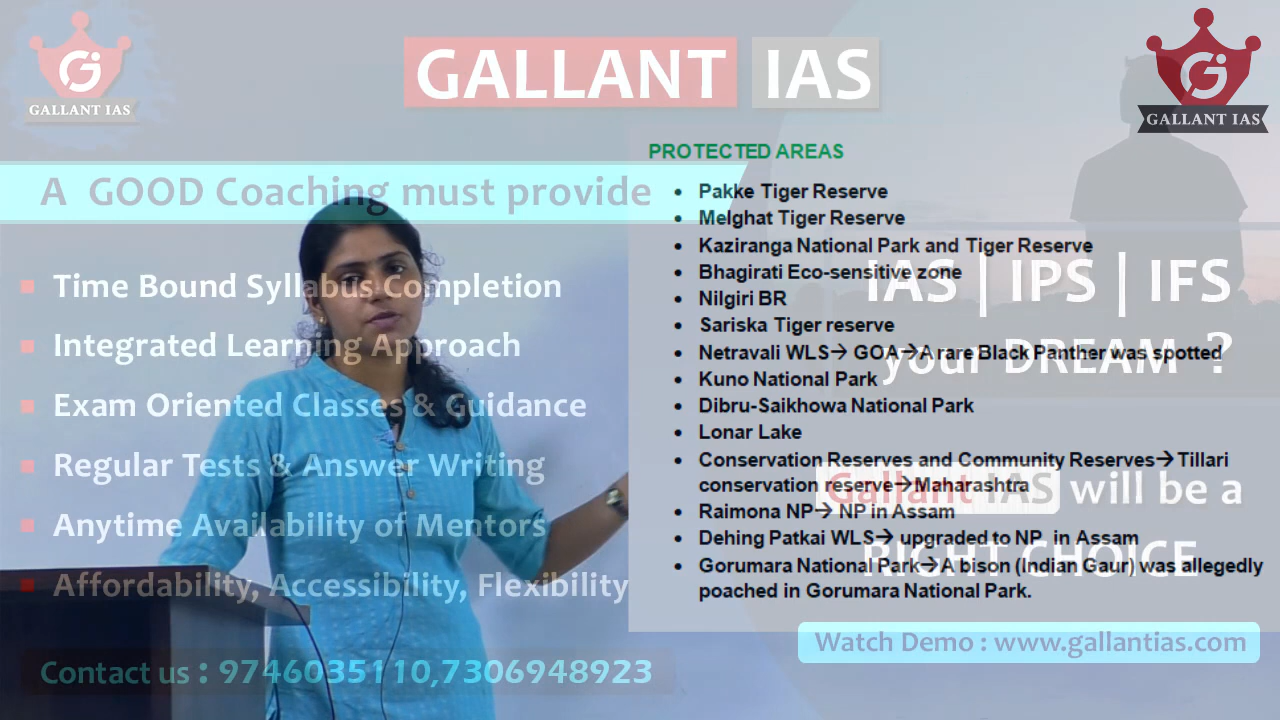 GALLANT IAS
GALLANT IAS
GALLANT IAS
A GOOD Coaching must provide
Time Bound Syllabus Completion
Integrated Learning Approach
Exam Oriented Classes & Guidance
Regular Tests & Answer Writing
Anytime Availability of Mentors
Affordability, Accessibility, Flexibility
Contact us : 9746035110,7306948923
PROTECTED AREAS
Pakke Tiger Reserve
Melghat Tiger Reserve
Kaziranga National Park and Tiger Reserve
Bhagirati Eco-sensitive zone
Nilgiri BR
Sariska Tiger reserve
Netravali WLS→ GOA→A rare Black Panther was spotted
Kuno National Park
Dibru-Saikhowa National Park
Lonar Lake
Conservation Reserves and Community Reserves→Tillari
conservation reserve→Maharashtra
Raimona NP→ NP in Assam
Dehing Patkai WLS→ upgraded to NP in Assam
Gorumara National Park→A bison (Indian Gaur) was allegedly
poached in Gorumara National Park.
IAS | IPS | IFS
your DREAM ?
Gallant IAS will be a
RIGHT CHOICE
Watch Demo : www.gallantias.com